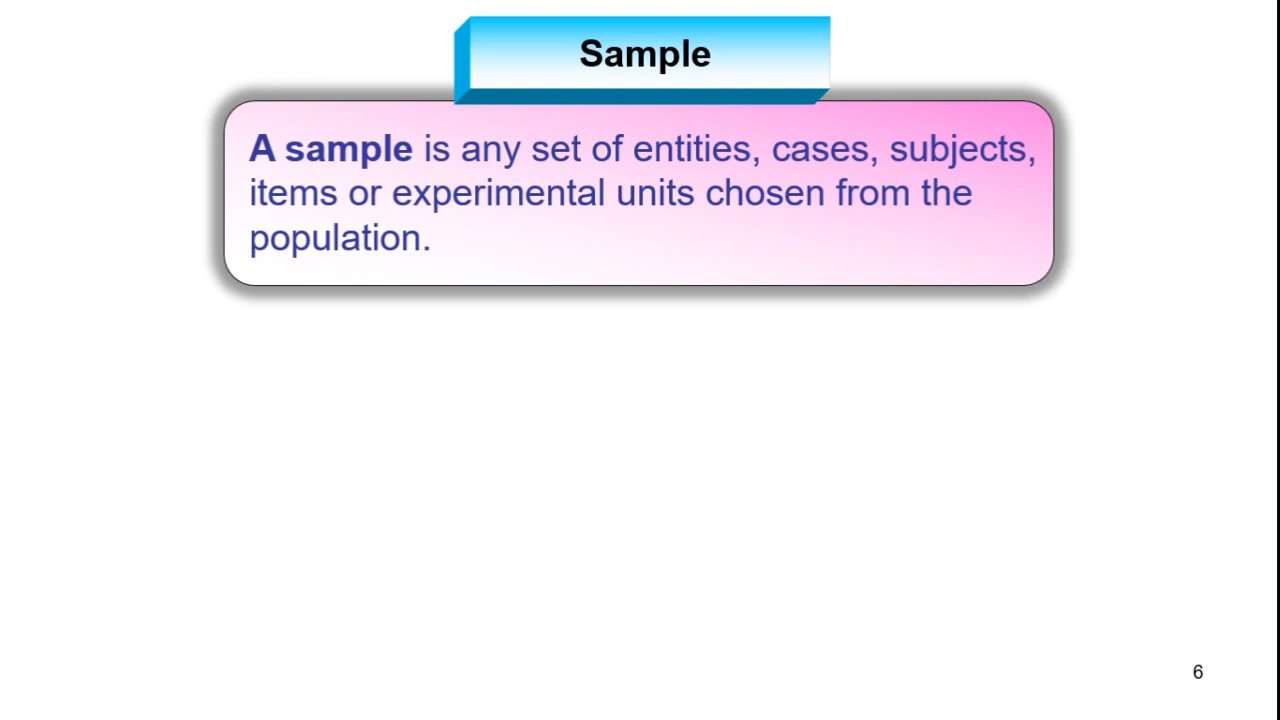 Sample
A sample is any set of entities, cases, subjects,
items or experimental units chosen from the
population.
6